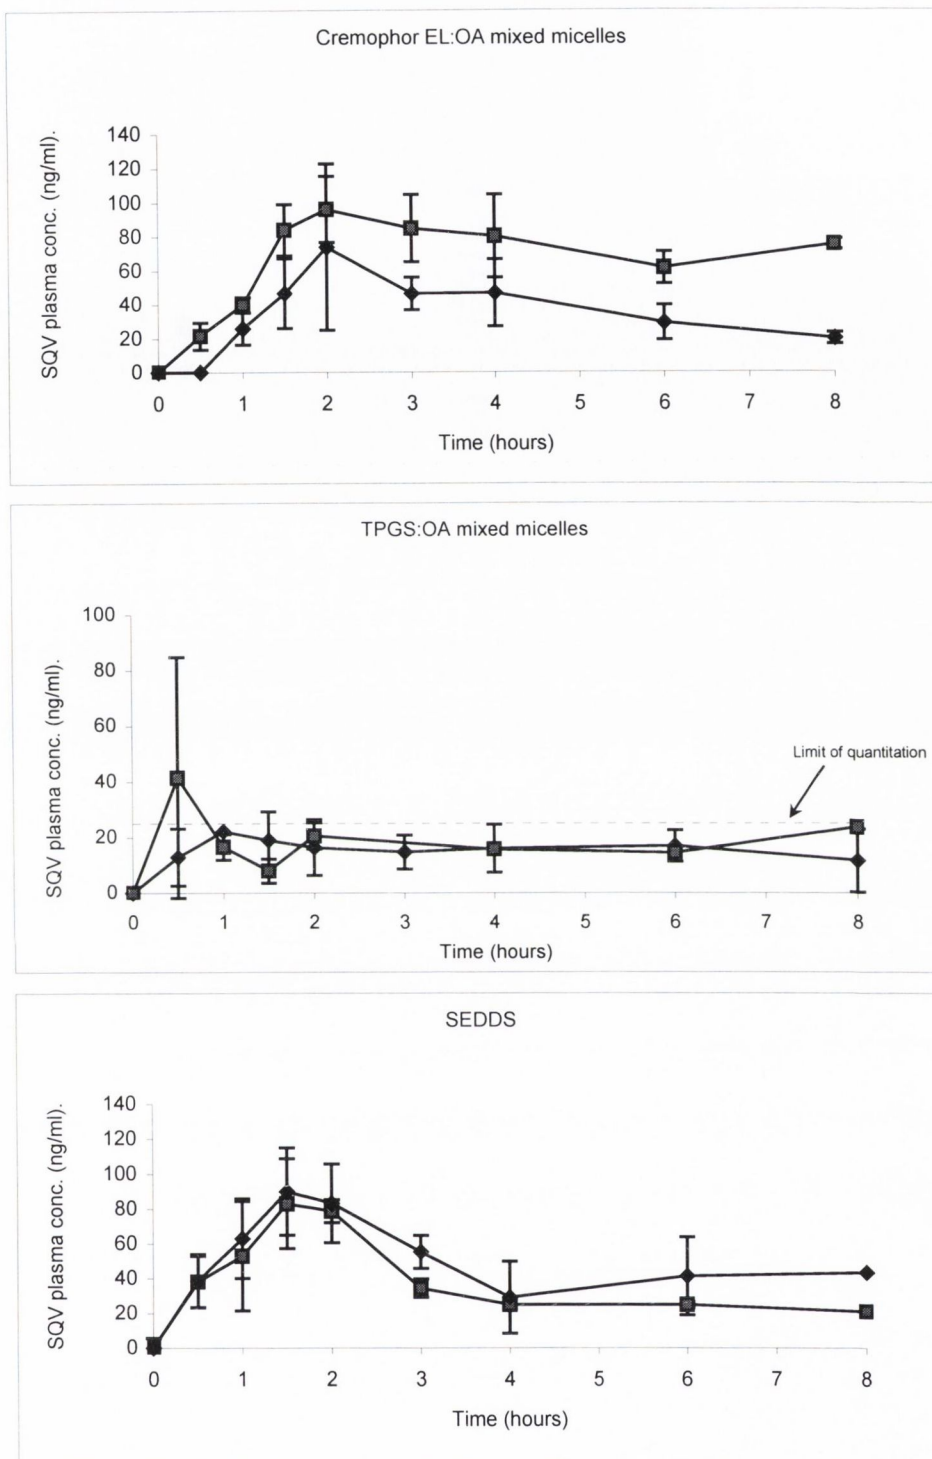 Cremophor EL:OA mixed micelles
SQV plasma conc. (ng/ml).
140
120
100
80
60
40
20
0
0 1 2 3 4 5 6 7 8
Time (hours)
TPGS:OA mixed micelles
SQV plasma conc. (ng/ml).
100
80
60
40
20
0
Limit of quantitation
0 1 2 3 4 5 6 7 8
Time (hours)
SEDDS
SQV plasma conc. (ng/ml).
140
120
100
80
60
40
20
0
0 1 2 3 4 5 6 7 8
Time (hours)